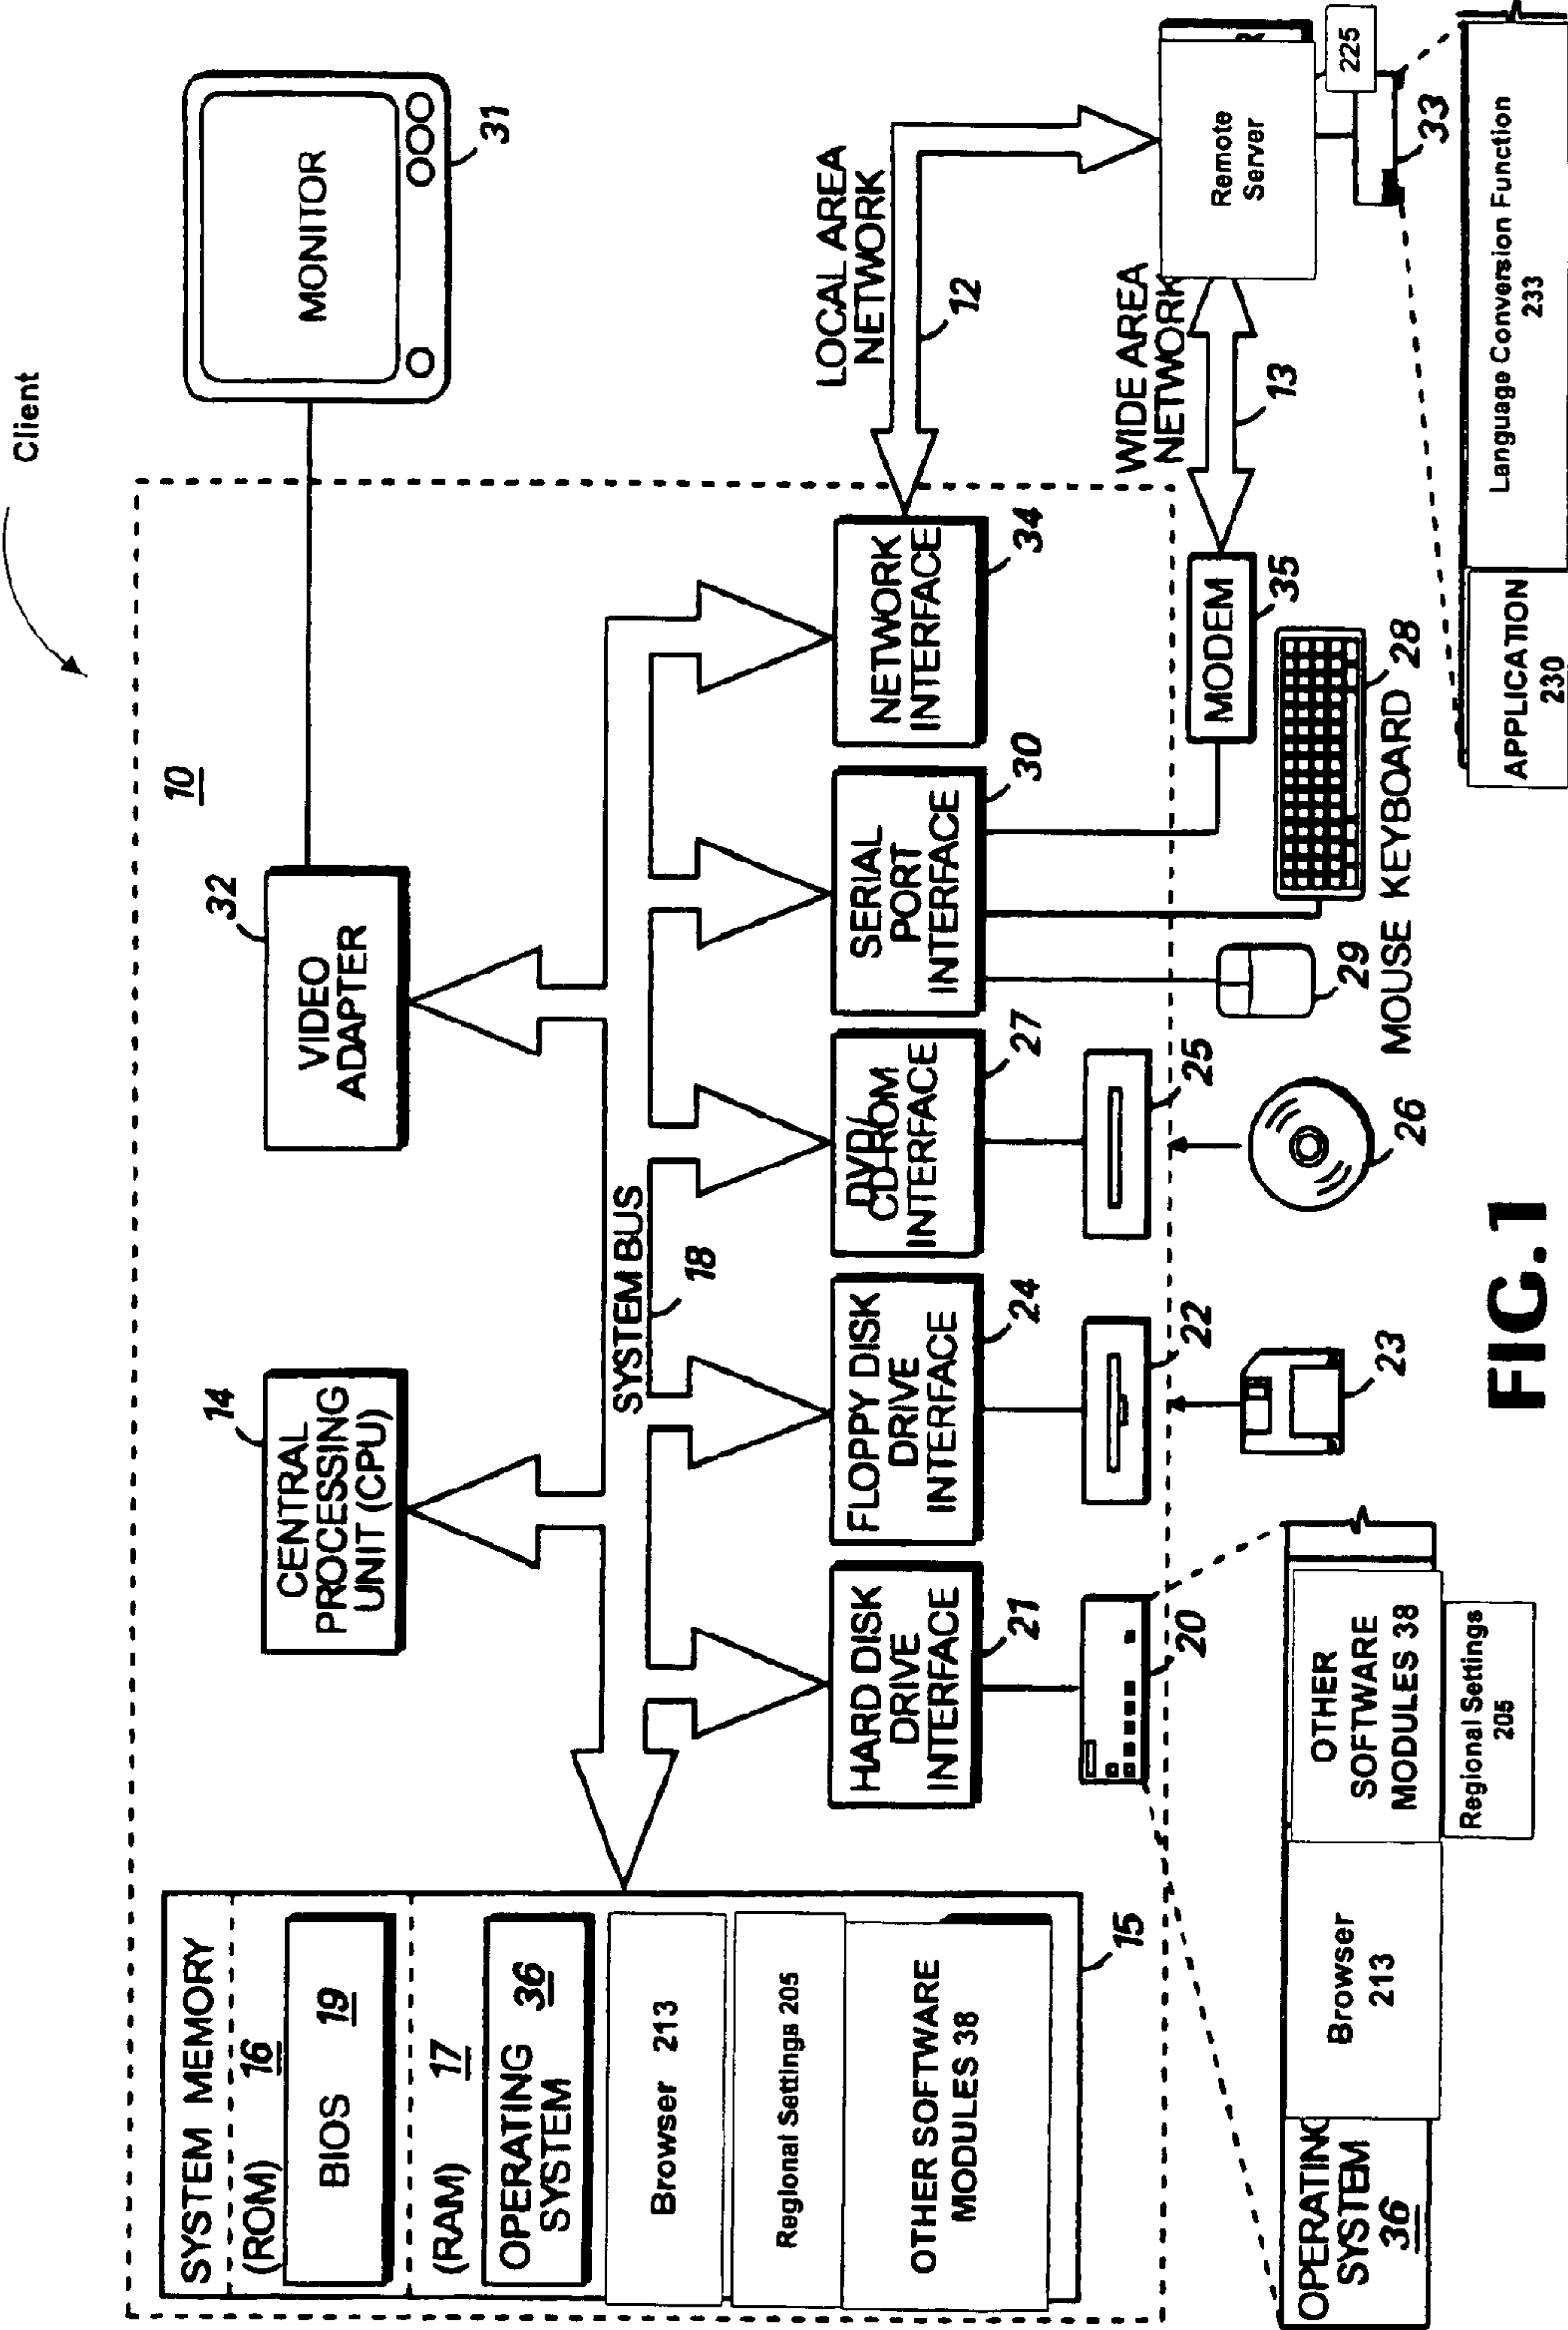 Client
10
SYSTEM MEMORY
(ROM) 16
BIOS 19
(RAM) 17
OPERATING
SYSTEM 36
Browser 213
Regional Settings 205
OTHER SOFTWARE
MODULES 38
15
14
CENTRAL
PROCESSING
UNIT (CPU)
32
VIDEO
ADAPTER
MONITOR
31
SYSTEM BUS
18
HARD DISK
DRIVE
INTERFACE
21
FLOPPY DISK
DRIVE
INTERFACE
24
DVD/
CD-ROM
INTERFACE
27
SERIAL
PORT
INTERFACE
30
NETWORK
INTERFACE
34
LOCAL AREA
NETWORK
12
WIDE AREA
NETWORK
13
Remote
Server
225
33
20
22
25
23
26
29
MOUSE
KEYBOARD
28
MODEM
35
OPERATING
SYSTEM
36
Browser
213
OTHER
SOFTWARE
MODULES 38
Regional Settings
205
APPLICATION
230
Language Conversion Function
233
FIG.1